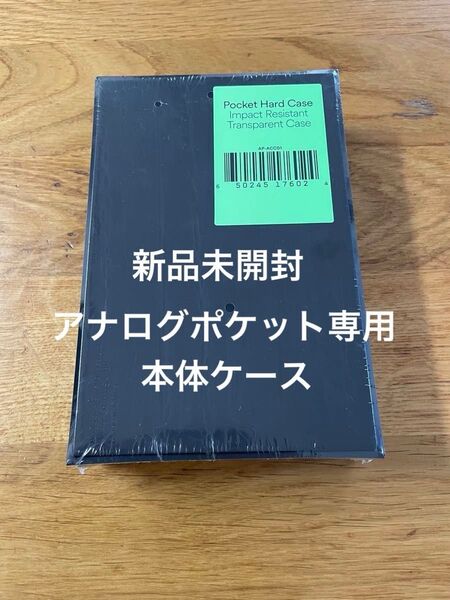 Pocket Hard Case
Impact Resistant
Transparent Case
AP-ACC01
6 50245 17602 4
新品未開封
アナログポケット専用
本体ケース